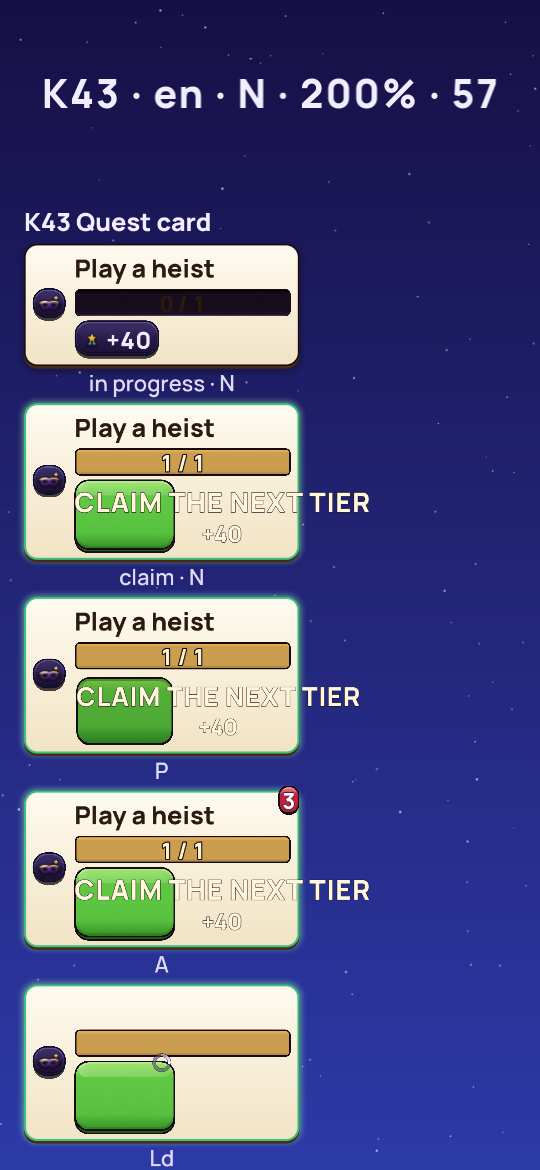 K43 · en · N · 200% · 57
K43 Quest card
Play a heist
0 / 1
+40
in progress · N
Play a heist
1 / 1
CLAIM THE NEXT TIER
+40
claim · N
Play a heist
1 / 1
CLAIM THE NEXT TIER
+40
P
3
Play a heist
1 / 1
CLAIM THE NEXT TIER
+40
A
Ld